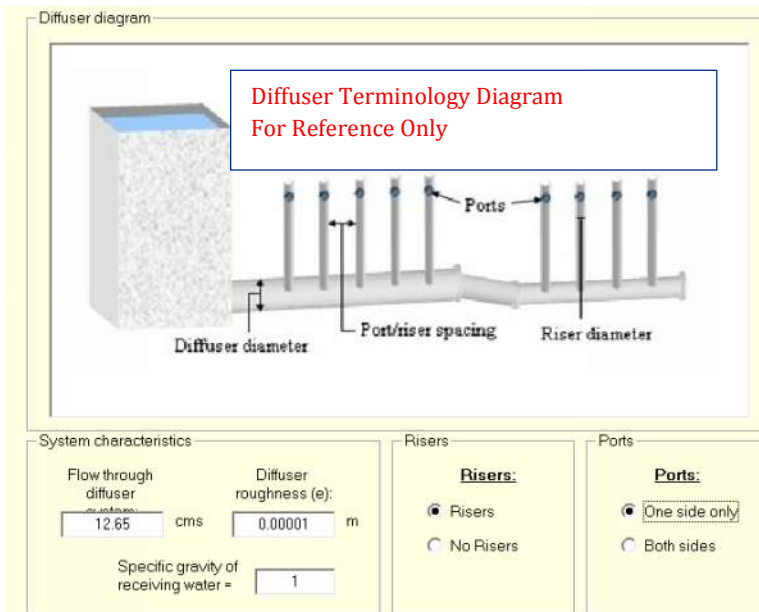 Diffuser diagram
Diffuser Terminology Diagram
For Reference Only
Ports
Port/riser spacing
Riser diameter
Diffuser diameter
System characteristics
Flow through
diffuser
system:
12.65 cms
Diffuser
roughness (e):
0.00001 m
Specific gravity of
receiving water = 1
Risers
Risers:
Risers
No Risers
Ports
Ports:
One side only
Both sides